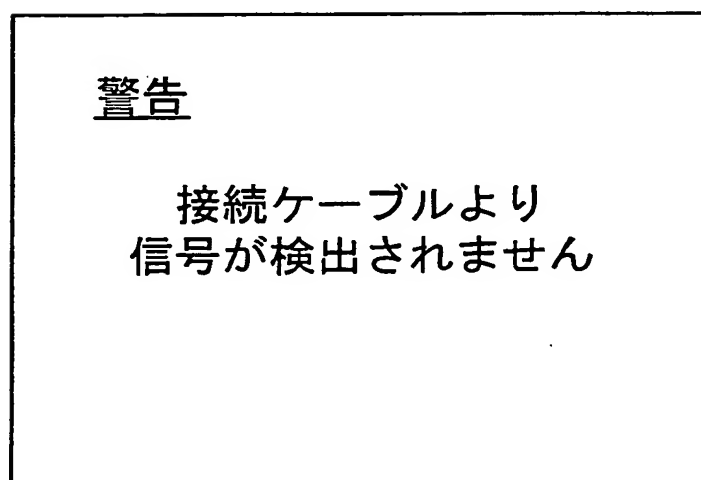 警告
接続ケーブルより
信号が検出されません